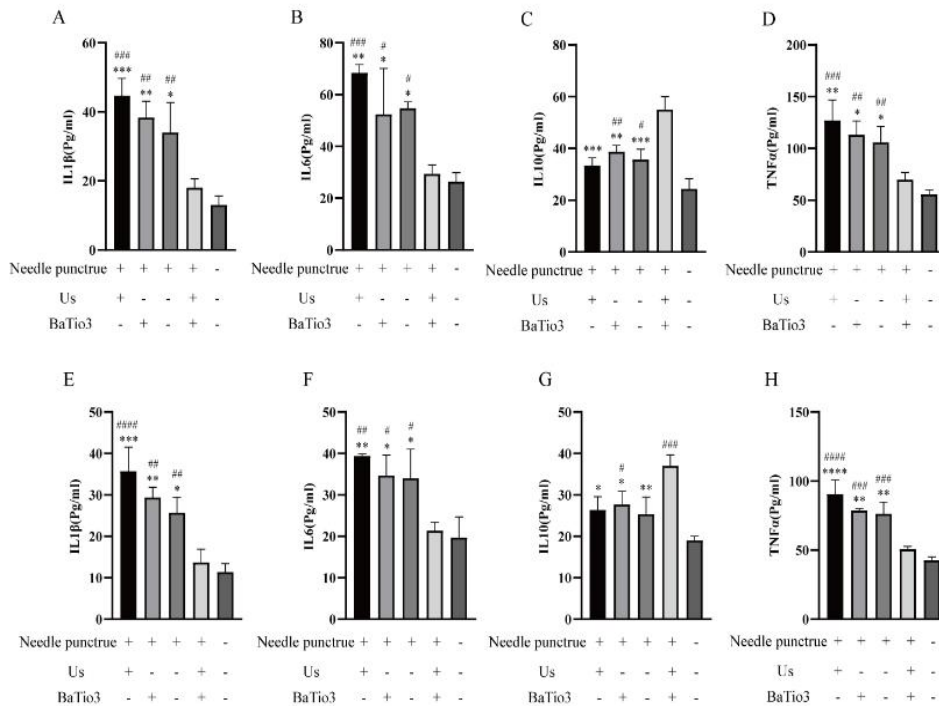 A
B
C
D
60
40
20
0
IL1β(Pg/ml)
###
***
##
**
##
*
80
60
40
20
0
IL6(Pg/ml)
###
**
#
*
#
*
80
60
40
20
0
IL10(Pg/ml)
***
##
**
#
***
200
150
100
50
0
TNFα(Pg/ml)
###
**
##
*
##
*
Needle punctrue + + + + -
Us + - - + -
BaTio3 - + - + -
Needle punctrue + + + + -
Us + - - + -
BaTio3 - + - + -
Needle punctrue + + + + -
Us + - - + -
BaTio3 - + - + -
Needle punctrue + + + + -
Us + - - + -
BaTio3 - + - + -
E
F
G
H
50
40
30
20
10
0
IL1β(Pg/ml)
####
***
##
**
##
*
50
40
30
20
10
0
IL6(Pg/ml)
##
**
#
*
#
*
50
40
30
20
10
0
IL10(Pg/ml)
*
#
*
**
###
150
100
50
0
TNFα(Pg/ml)
####
****
###
**
###
**
Needle punctrue + + + + -
Us + - - + -
BaTio3 - + - + -
Needle punctrue + + + + -
Us + - - + -
BaTio3 - + - + -
Needle punctrue + + + + -
Us + - - + -
BaTio3 - + - + -
Needle punctrue + + + + -
Us + - - + -
BaTio3 - + - + -